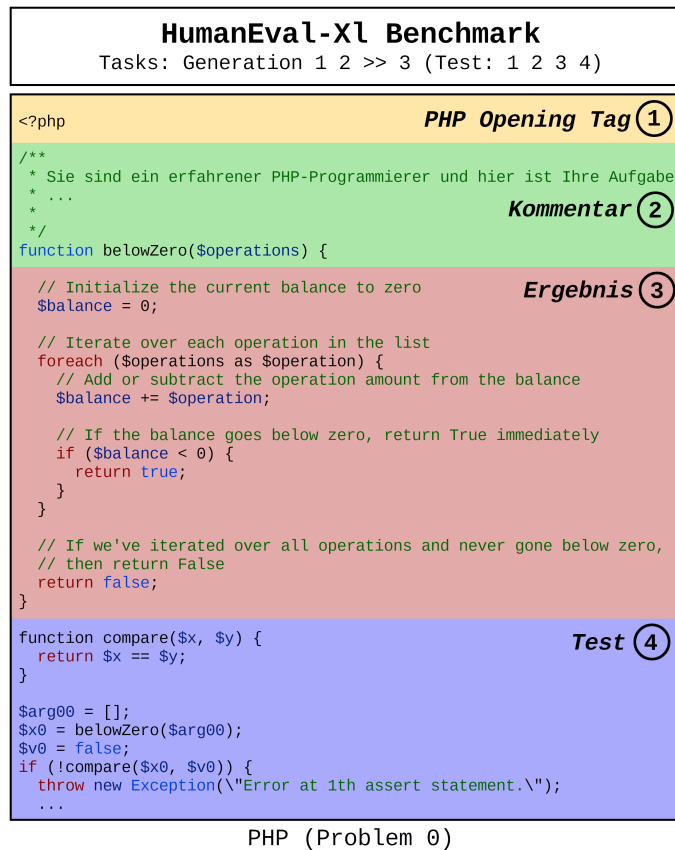 HumanEval-Xl Benchmark
Tasks: Generation 1 2 >> 3 (Test: 1 2 3 4)
<?php
PHP Opening Tag 1
/**
 * Sie sind ein erfahrener PHP-Programmierer und hier ist Ihre Aufgabe
 * ...
 *
Kommentar 2
 */
function belowZero($operations) {
  // Initialize the current balance to zero
Ergebnis 3
  $balance = 0;
  // Iterate over each operation in the list
  foreach ($operations as $operation) {
    // Add or subtract the operation amount from the balance
    $balance += $operation;
    // If the balance goes below zero, return True immediately
    if ($balance < 0) {
      return true;
    }
  }
  // If we've iterated over all operations and never gone below zero,
  // then return False
  return false;
}
function compare($x, $y) {
Test 4
  return $x == $y;
}
$arg00 = [];
$x0 = belowZero($arg00);
$v0 = false;
if (!compare($x0, $v0)) {
  throw new Exception(\"Error at 1th assert statement.\");
  ...
PHP (Problem 0)